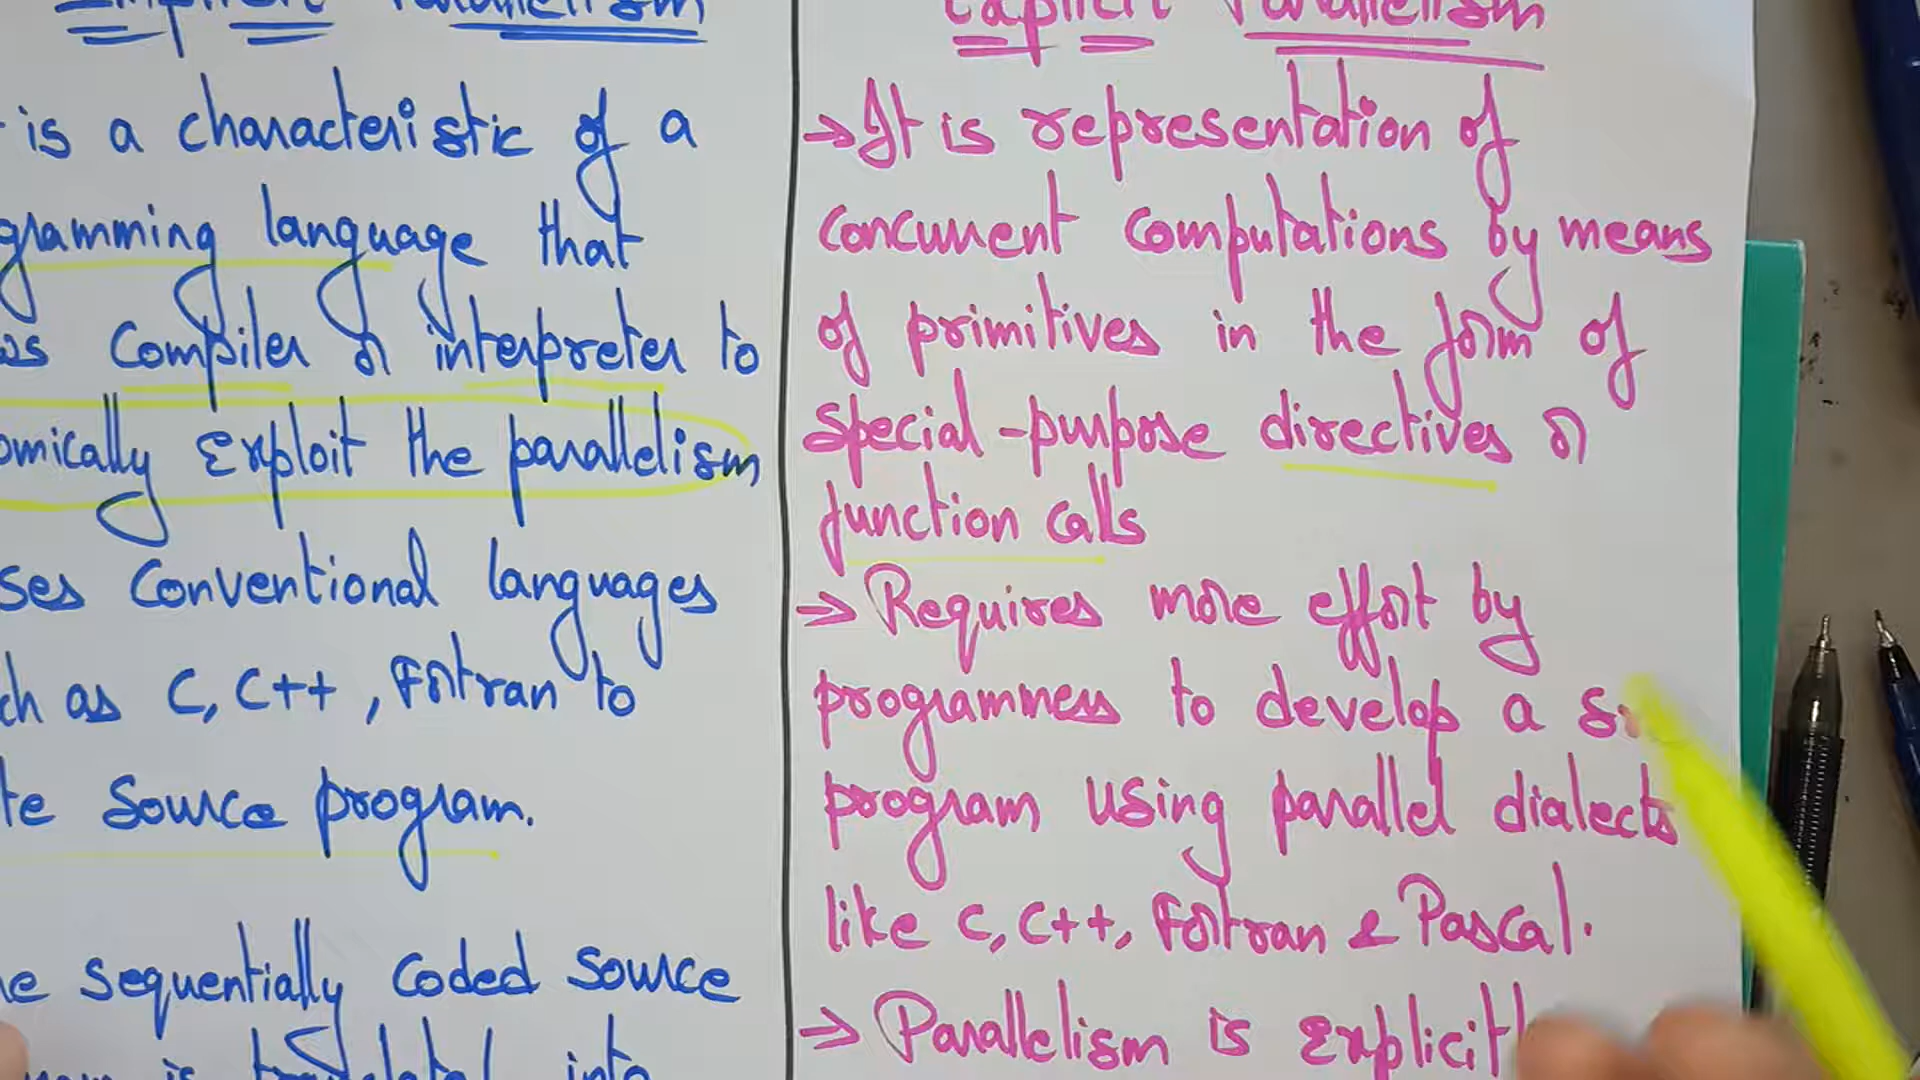 Implicit Parallelism
is a characteristic of a
gramming language that
compiler or interpreter to
omically exploit the parallelism
ses conventional languages
ch as C, C++, Fortran to
te source program.
e sequentially coded source
into
Explicit Parallelism
→ It is representation of
concurrent computations by means
of primitives in the form of
special-purpose directives or
function calls
→ Requires more effort by
programmers to develop a
program using parallel dialects
like C, C++, Fortran & Pascal.
→ Parallelism is explicit